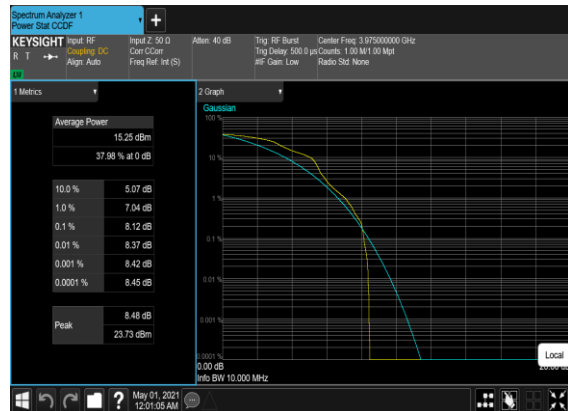 Spectrum Analyzer 1
Power Stat CCDF
+
KEYSIGHT
R T
LXI
Input: RF
Coupling: DC
Align: Auto
Input Z: 50 Ω
Corr CCorr
Freq Ref: Int (S)
Atten: 40 dB
Trig: RF Burst
Trig Delay: 500.0 µs
#IF Gain: Low
Center Freq: 3.975000000 GHz
Counts: 1.00 M/1.00 Mpt
Radio Std: None
1 Metrics
Average Power
15.25 dBm
37.98 % at 0 dB
10.0 % 5.07 dB
1.0 % 7.04 dB
0.1 % 8.12 dB
0.01 % 8.37 dB
0.001 % 8.42 dB
0.0001 % 8.45 dB
Peak
8.48 dB
23.73 dBm
2 Graph
Gaussian
100 %
10 %
1 %
0.1 %
0.01 %
0.001 %
0.0001 %
0.00 dB
Info BW 10.000 MHz
Local
?
May 01, 2021
12:01:05 AM